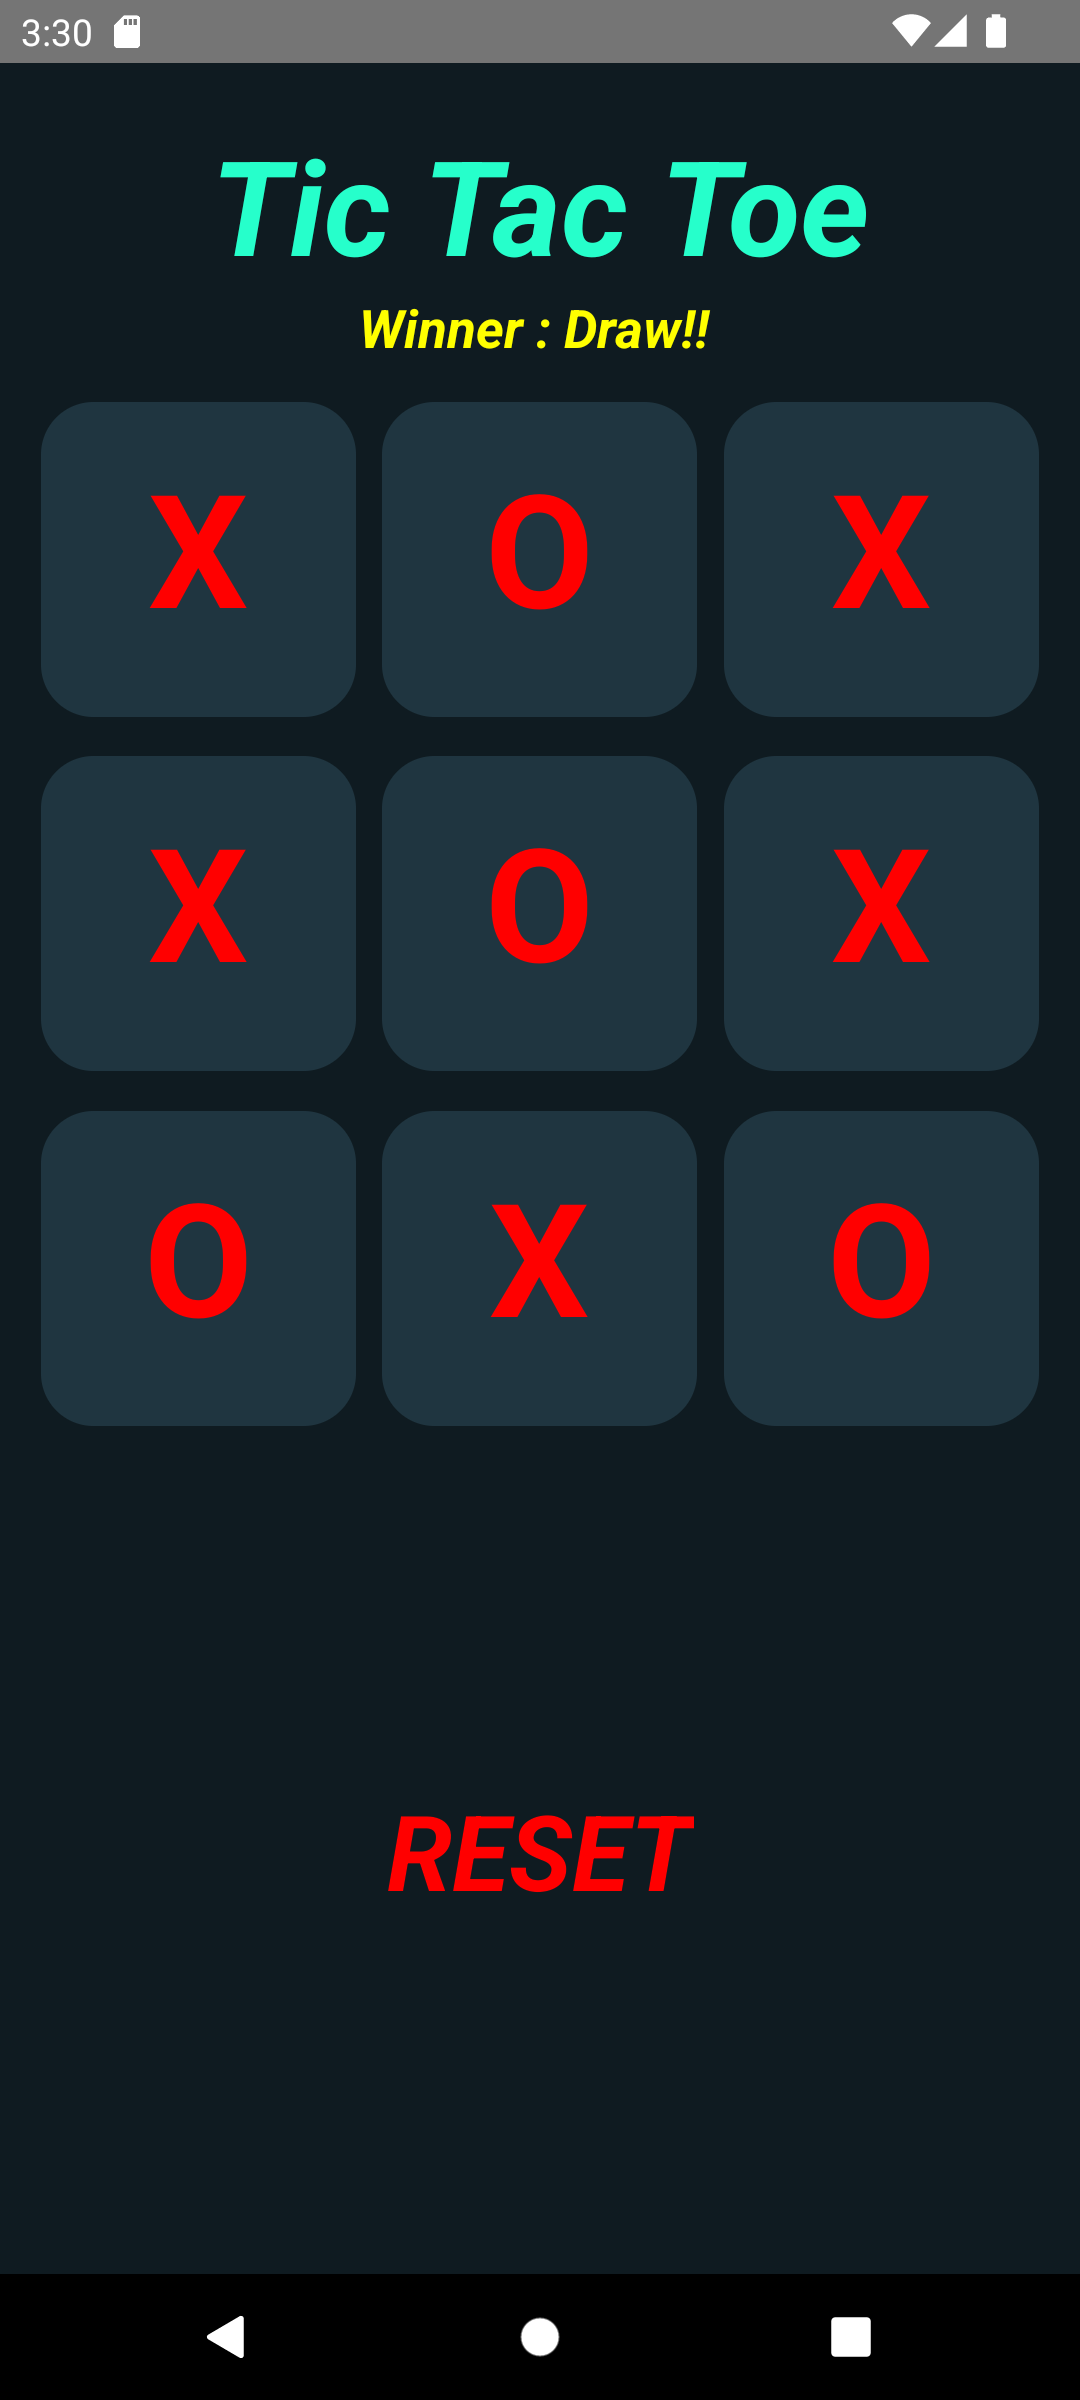 3:30
Tic Tac Toe
Winner : Draw!!
X O X
X O X
O X O
RESET